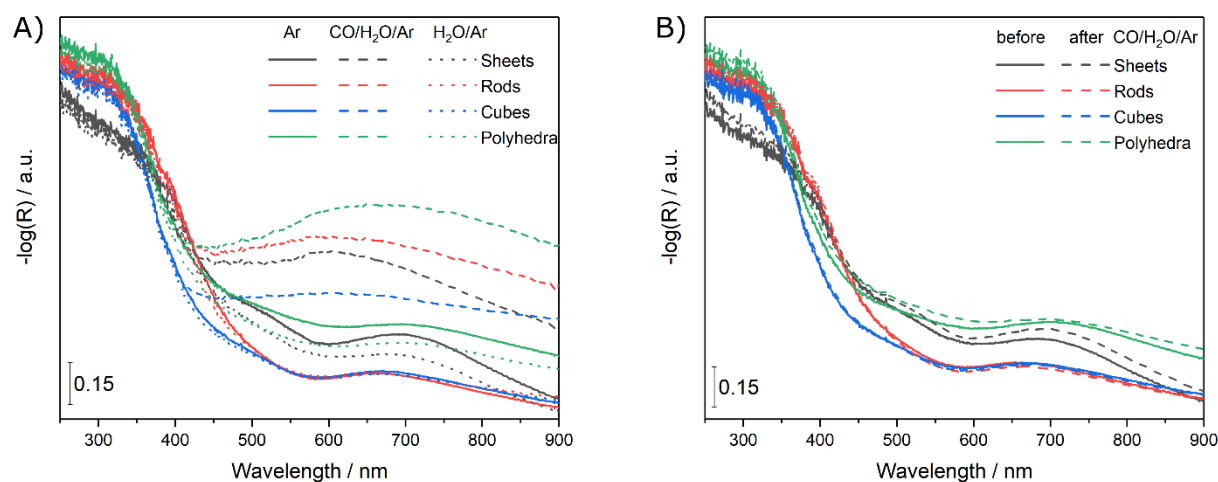 A)
Ar CO/H₂O/Ar H₂O/Ar
Sheets
Rods
Cubes
Polyhedra
-log(R) / a.u.
0.15
300 400 500 600 700 800 900
Wavelength / nm
B)
before after CO/H₂O/Ar
Sheets
Rods
Cubes
Polyhedra
-log(R) / a.u.
0.15
300 400 500 600 700 800 900
Wavelength / nm